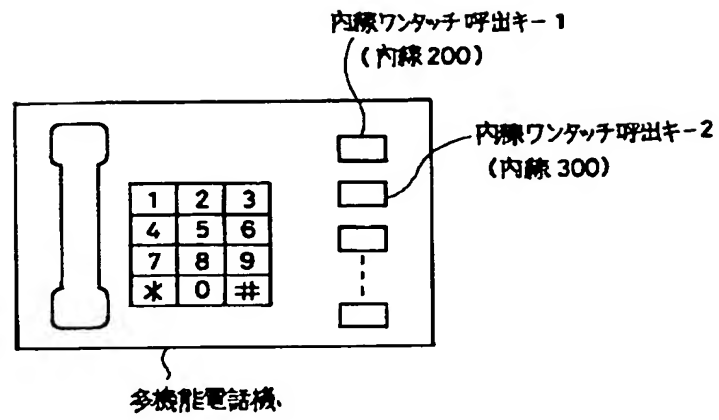 内線ワンタッチ呼出キー1
(内線200)
内線ワンタッチ呼出キー2
(内線300)
1 2 3
4 5 6
7 8 9
* 0 #
多機能電話機